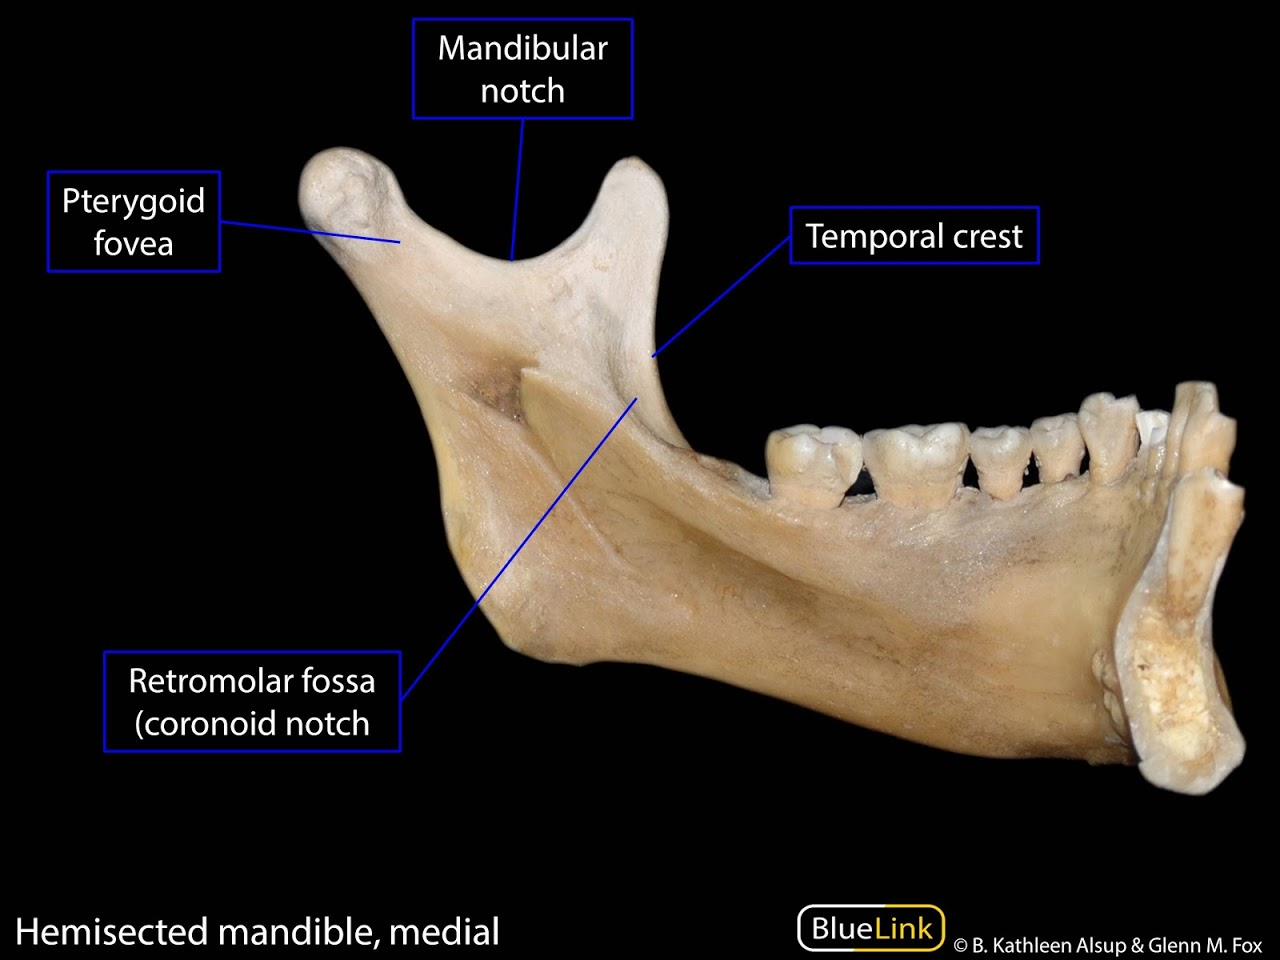 Mandibular
notch
Pterygoid
fovea
Temporal crest
Retromolar fossa
(coronoid notch
Hemisected mandible, medial
BlueLink
© B. Kathleen Alsup & Glenn M. Fox